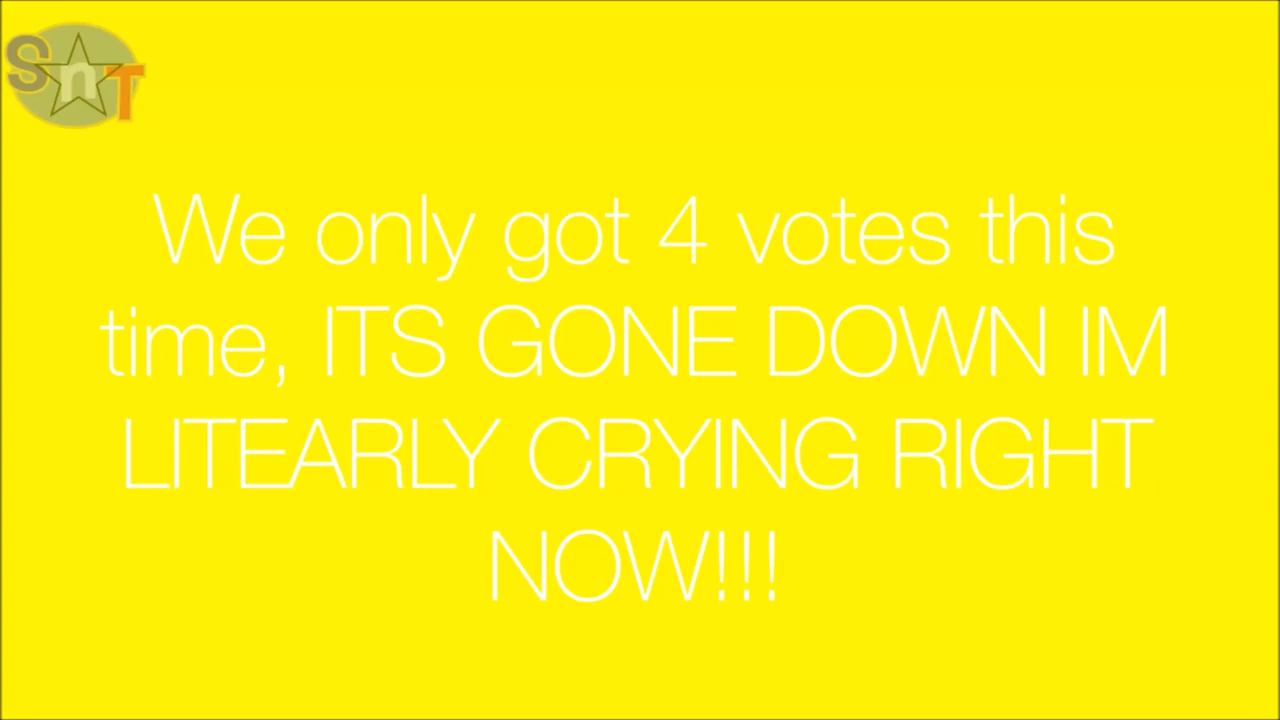 SnT
We only got 4 votes this
time, ITS GONE DOWN IM
LITEARLY CRYING RIGHT
NOW!!!